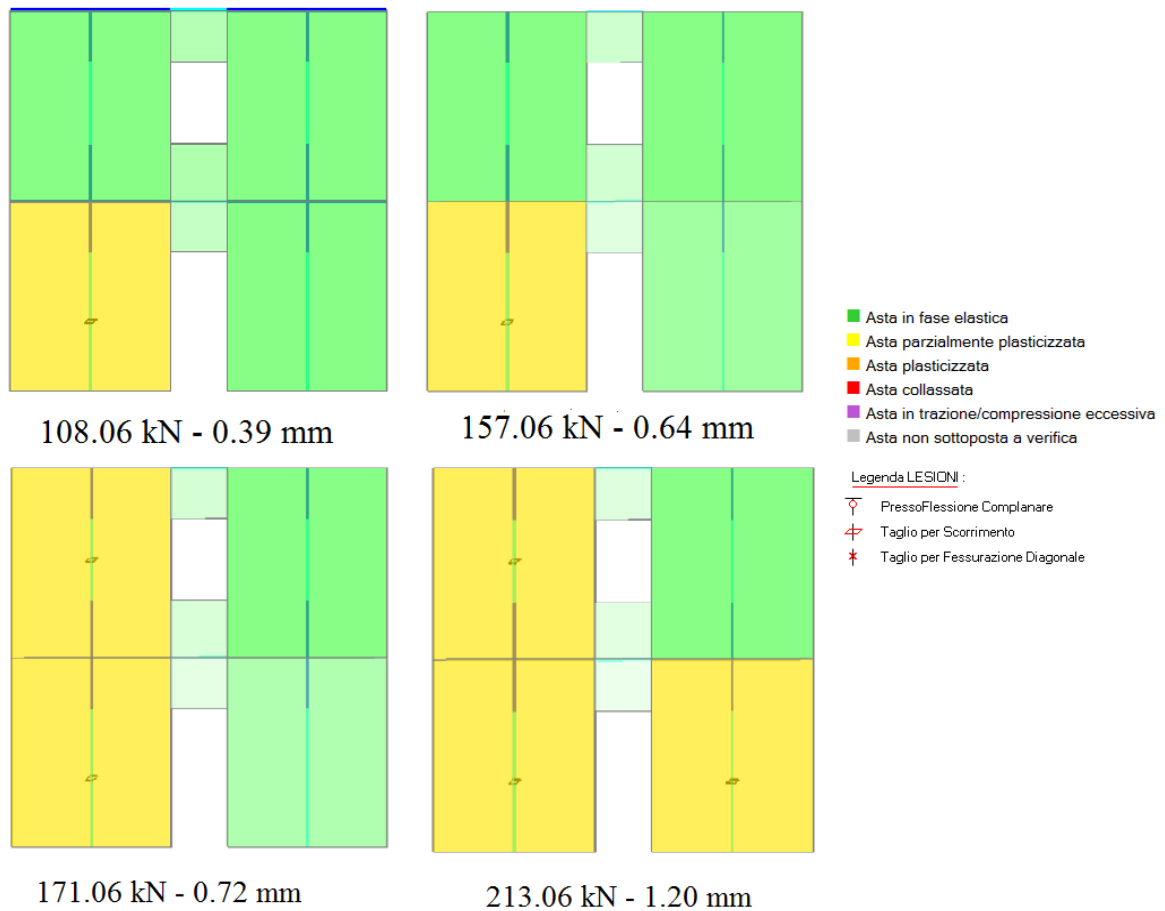 108.06 kN - 0.39 mm
157.06 kN - 0.64 mm
Asta in fase elastica
Asta parzialmente plasticizzata
Asta plasticizzata
Asta collassata
Asta in trazione/compressione eccessiva
Asta non sottoposta a verifica
Legenda LESIONI :
PressoFlessione Complanare
Taglio per Scorrimento
Taglio per Fessurazione Diagonale
171.06 kN - 0.72 mm
213.06 kN - 1.20 mm